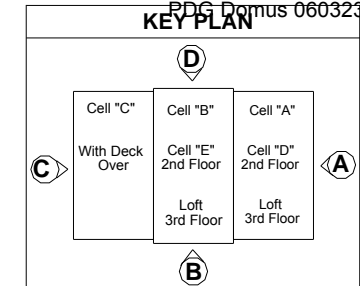 PDG Domus 060323
KEY PLAN
D
Cell "C"
With Deck
Over
Cell "B"
Cell "E"
2nd Floor
Loft
3rd Floor
Cell "A"
Cell "D"
2nd Floor
Loft
3rd Floor
C
A
B